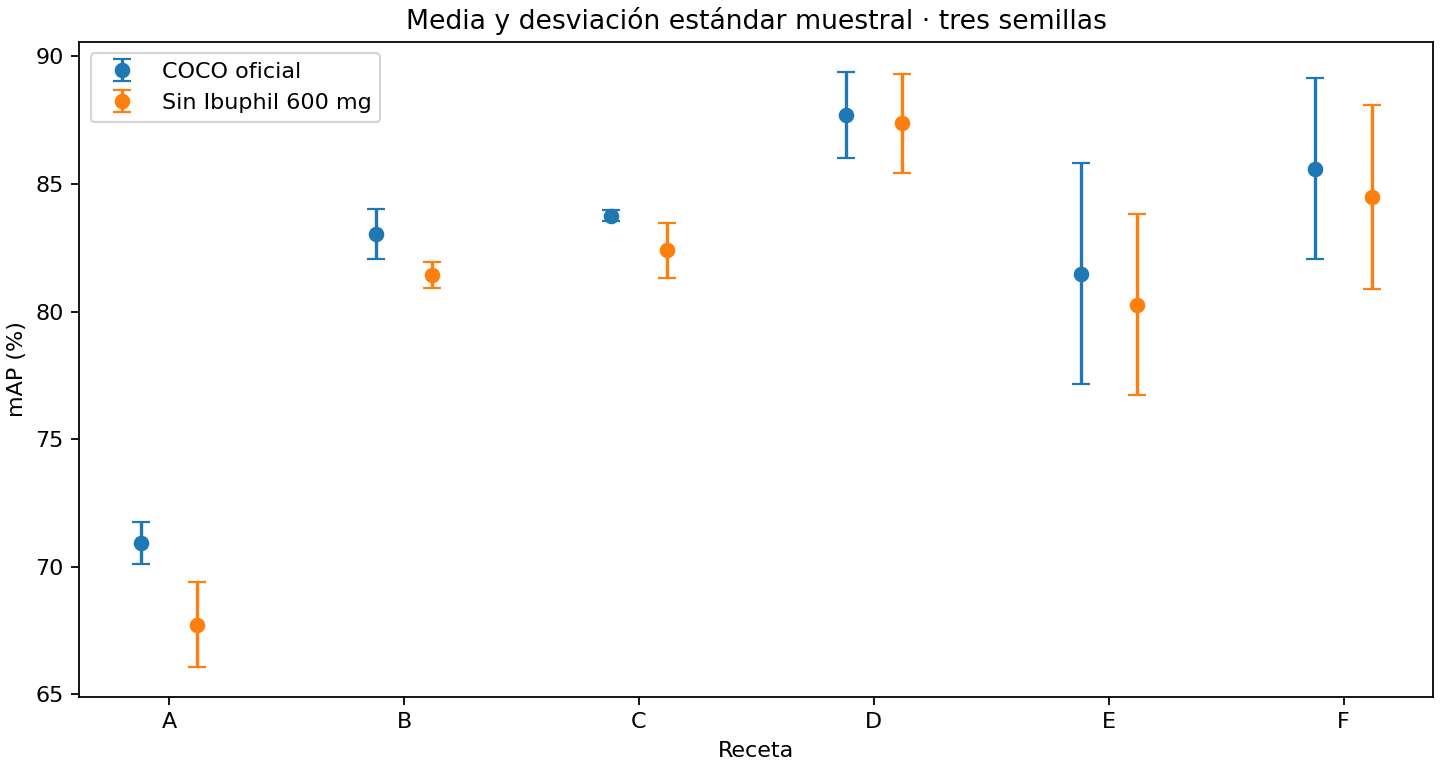 Media y desviación estándar muestral · tres semillas
COCO oficial
Sin Ibuphil 600 mg
mAP (%)
90
85
80
75
70
65
A B C D E F
Receta